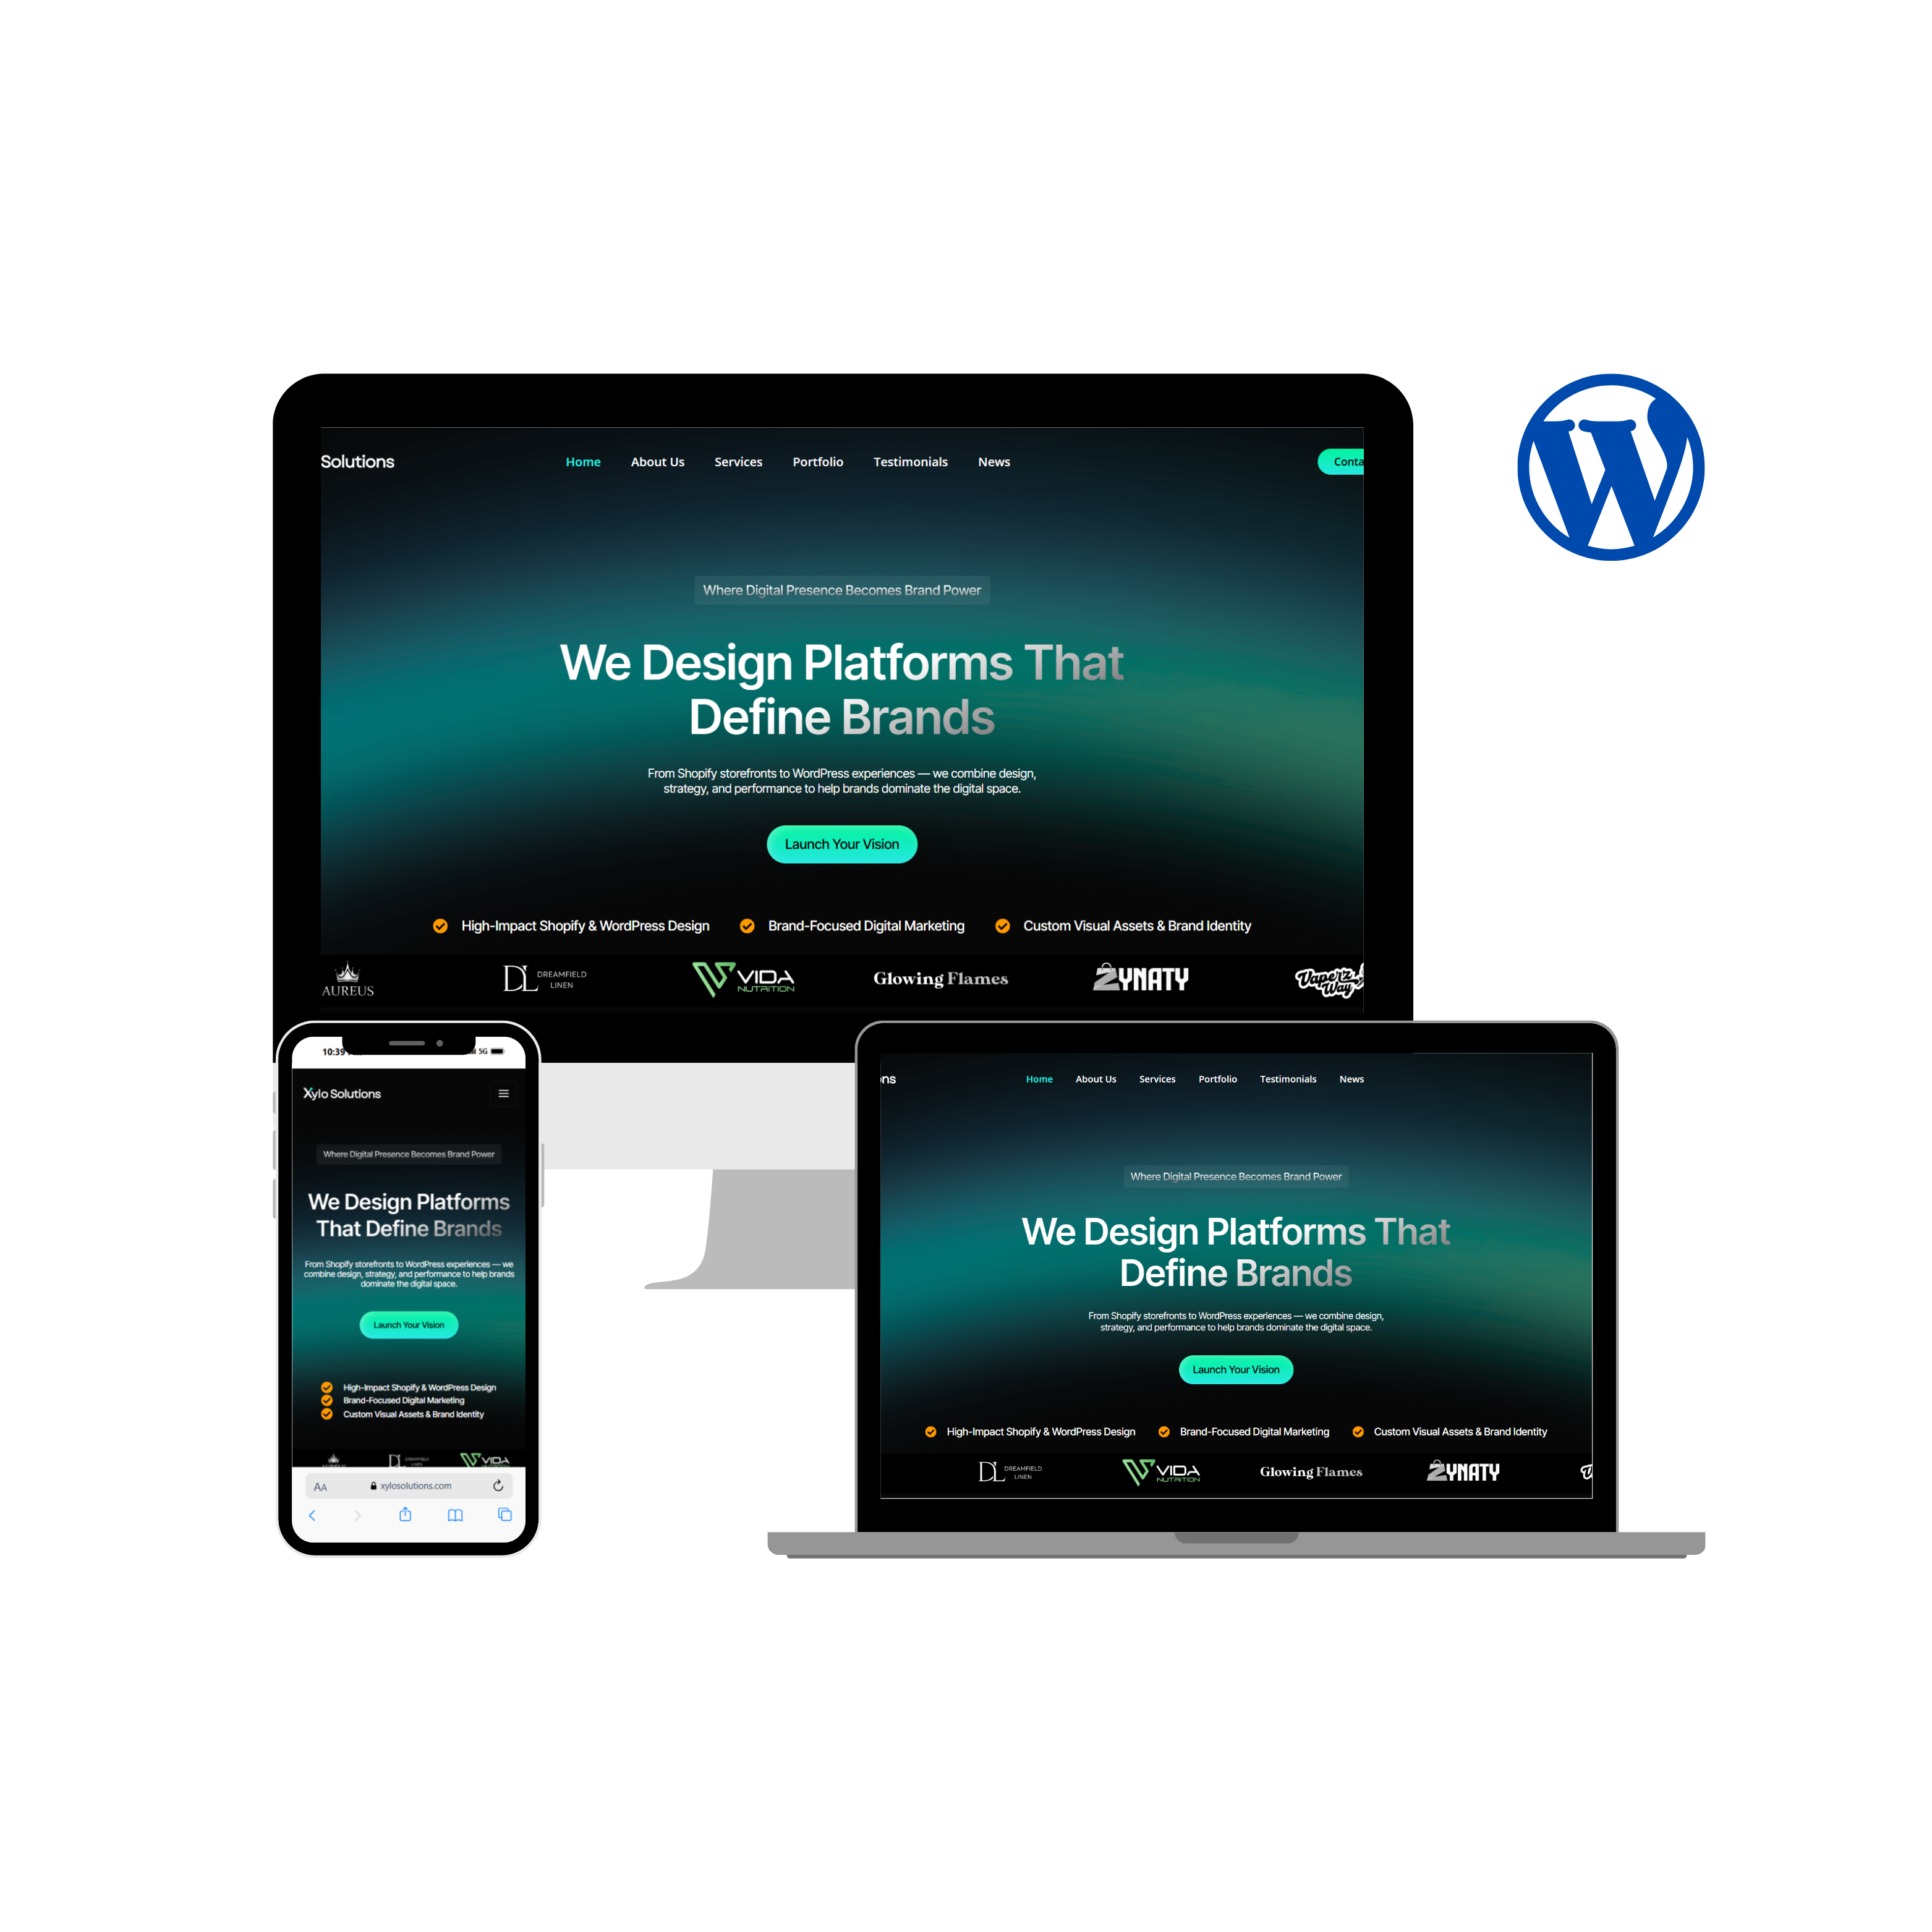 Solutions
Home About Us Services Portfolio Testimonials News
Conta
Where Digital Presence Becomes Brand Power
We Design Platforms That
Define Brands
From Shopify storefronts to WordPress experiences — we combine design,
strategy, and performance to help brands dominate the digital space.
Launch Your Vision
High-Impact Shopify & WordPress Design Brand-Focused Digital Marketing Custom Visual Assets & Brand Identity
AUREUS
DL DREAMFIELD
LINEN
VIDA
NUTRITION
Glowing Flames
ZYNATY
Vaperz
Way
W
10:39
5G
Xylo Solutions
Where Digital Presence Becomes Brand Power
We Design Platforms
That Define Brands
From Shopify storefronts to WordPress experiences — we
combine design, strategy, and performance to help brands
dominate the digital space.
Launch Your Vision
High-Impact Shopify & WordPress Design
Brand-Focused Digital Marketing
Custom Visual Assets & Brand Identity
AUREUS
DL DREAMFIELD
LINEN
VIDA
AA xylosolutions.com
ons
Home About Us Services Portfolio Testimonials News
Where Digital Presence Becomes Brand Power
We Design Platforms That
Define Brands
From Shopify storefronts to WordPress experiences — we combine design,
strategy, and performance to help brands dominate the digital space.
Launch Your Vision
High-Impact Shopify & WordPress Design Brand-Focused Digital Marketing Custom Visual Assets & Brand Identity
DL DREAMFIELD
LINEN
VIDA
NUTRITION
Glowing Flames
ZYNATY